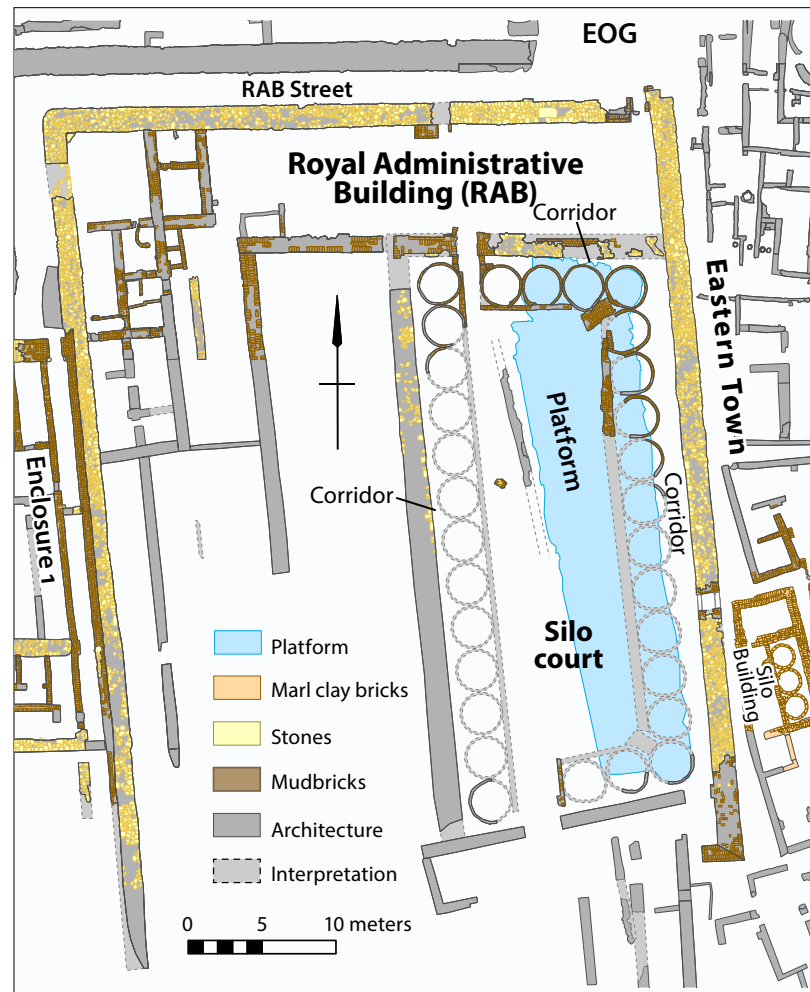 EOG
RAB Street
Royal Administrative
Building (RAB)
Corridor
Eastern Town
Platform
Corridor
Corridor
Enclosure 1
Silo
court
Silo
Building
Platform
Marl clay bricks
Stones
Mudbricks
Architecture
Interpretation
0 5 10 meters